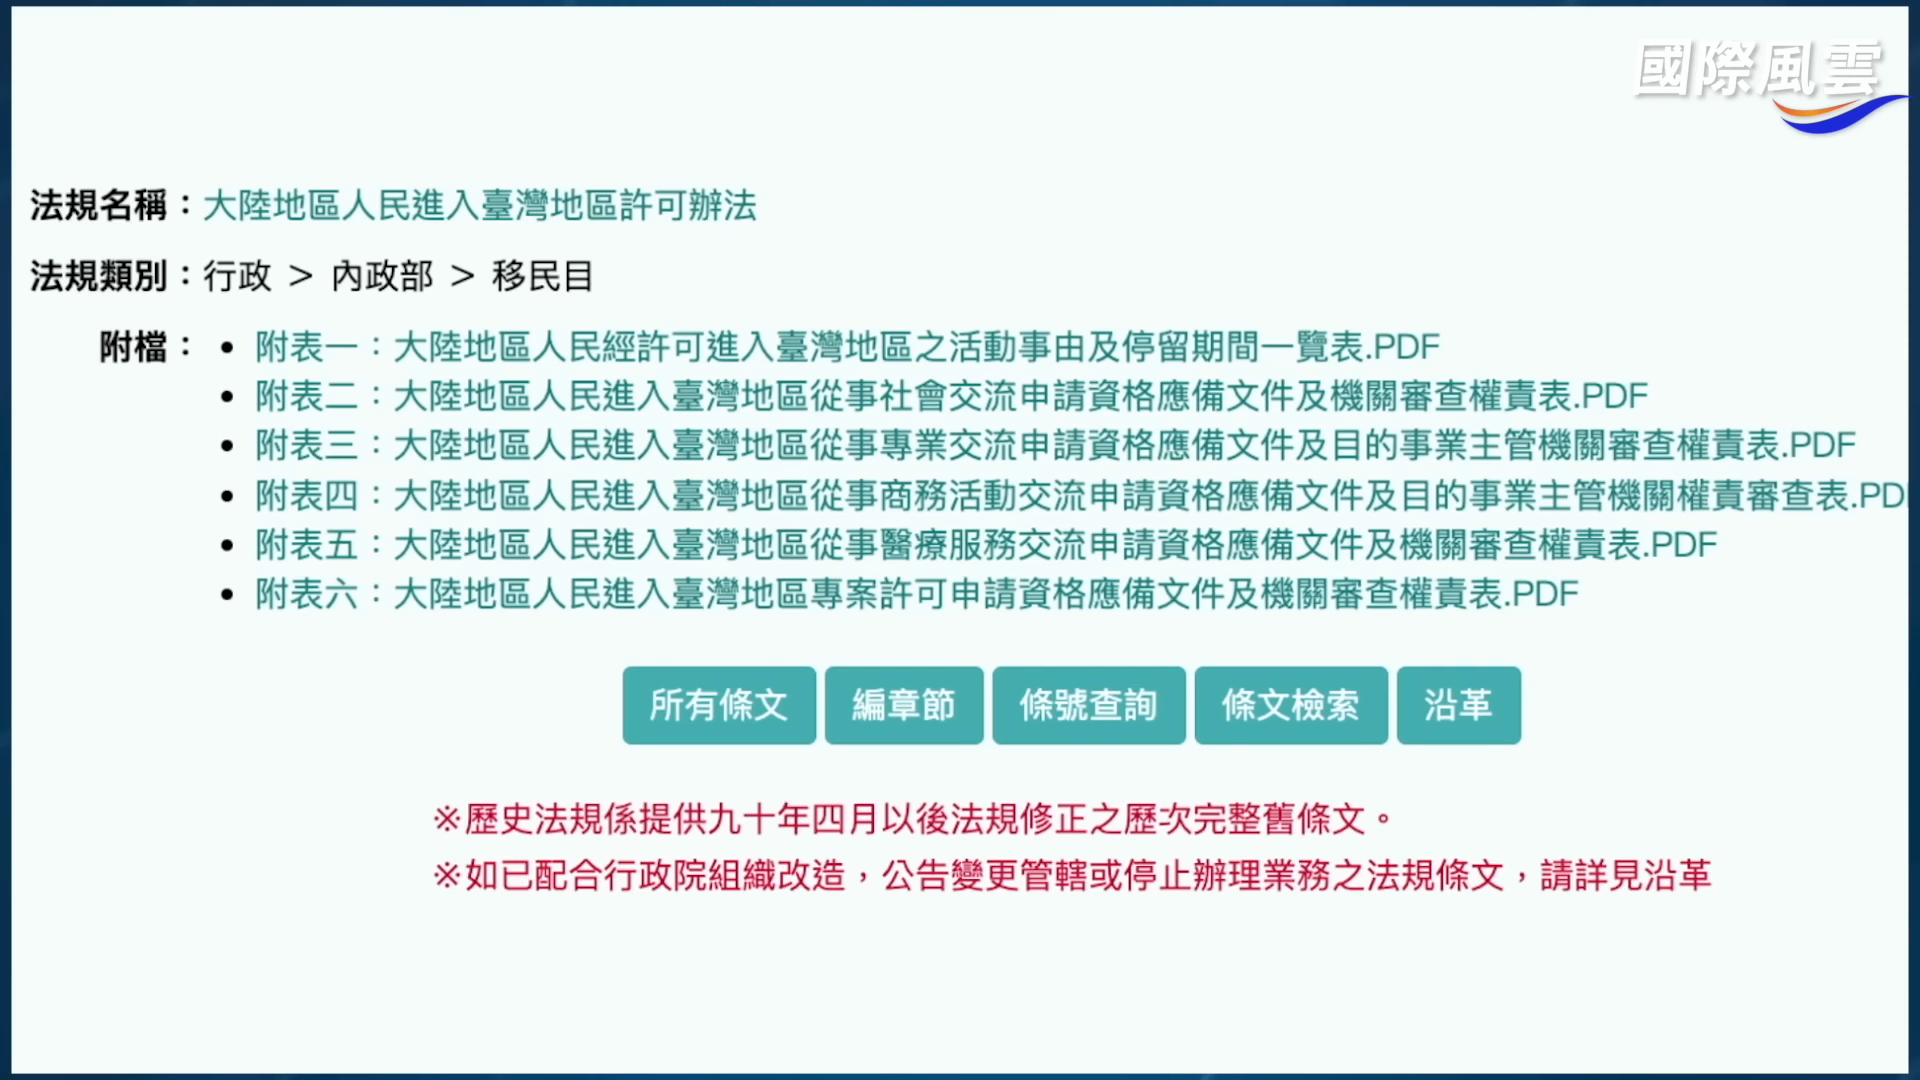 國際風雲
法規名稱：大陸地區人民進入臺灣地區許可辦法
法規類別：行政 > 內政部 > 移民目
附檔：
• 附表一：大陸地區人民經許可進入臺灣地區之活動事由及停留期間一覽表.PDF
• 附表二：大陸地區人民進入臺灣地區從事社會交流申請資格應備文件及機關審查權責表.PDF
• 附表三：大陸地區人民進入臺灣地區從事專業交流申請資格應備文件及目的事業主管機關審查權責表.PDF
• 附表四：大陸地區人民進入臺灣地區從事商務活動交流申請資格應備文件及目的事業主管機關權責審查表.PD
• 附表五：大陸地區人民進入臺灣地區從事醫療服務交流申請資格應備文件及機關審查權責表.PDF
• 附表六：大陸地區人民進入臺灣地區專案許可申請資格應備文件及機關審查權責表.PDF
所有條文 編章節 條號查詢 條文檢索 沿革
※歷史法規係提供九十年四月以後法規修正之歷次完整舊條文。
※如已配合行政院組織改造，公告變更管轄或停止辦理業務之法規條文，請詳見沿革